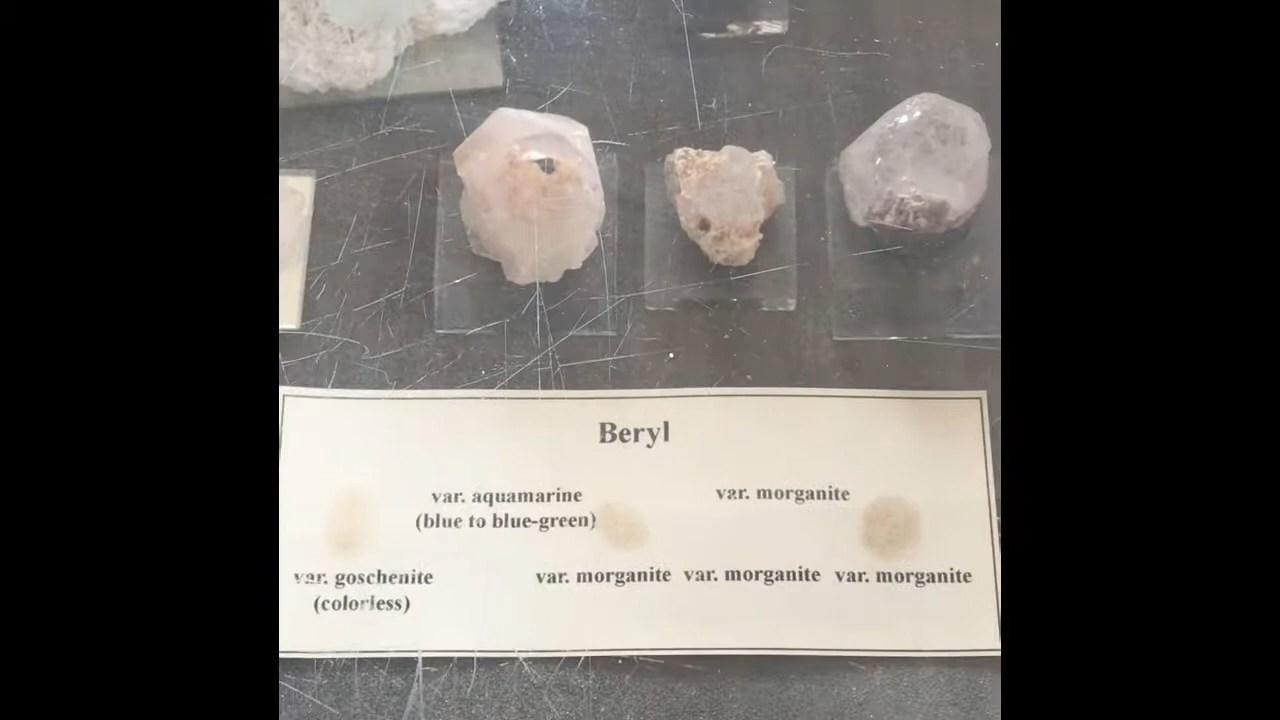 Beryl
var. aquamarine var. morganite
(blue to blue-green)
var. goschenite var. morganite var. morganite var. morganite
(colorless)